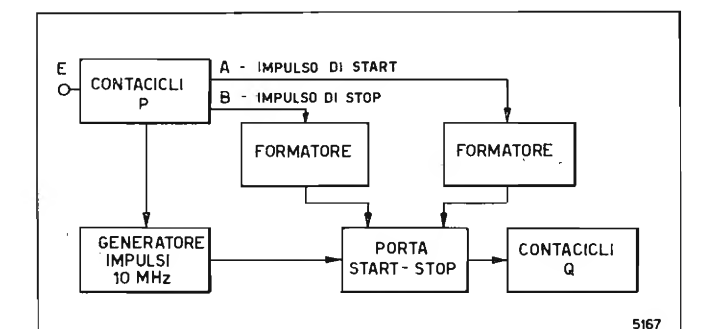 E
CONTACICLI
P
A - IMPULSO DI START
B - IMPULSO DI STOP
FORMATORE
FORMATORE
GENERATORE
IMPULSI
10 MHz
PORTA
START - STOP
CONTACICLI
Q
5167